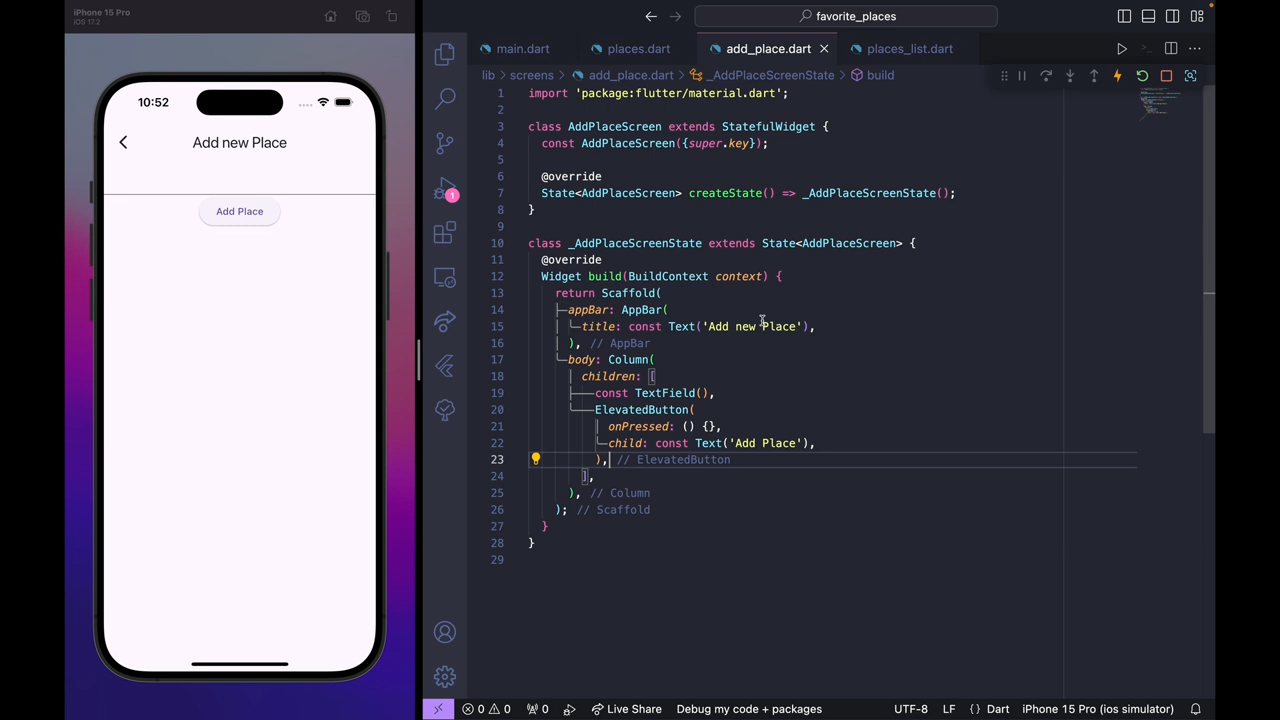 iPhone 15 Pro
iOS 17.2
10:52
Add new Place
Add Place
favorite_places
main.dart
places.dart
add_place.dart
places_list.dart
lib › screens › add_place.dart › _AddPlaceScreenState › build
1 import 'package:flutter/material.dart';
2
3 class AddPlaceScreen extends StatefulWidget {
4 const AddPlaceScreen({super.key});
5
6 @override
7 State<AddPlaceScreen> createState() => _AddPlaceScreenState();
8 }
9
10 class _AddPlaceScreenState extends State<AddPlaceScreen> {
11 @override
12 Widget build(BuildContext context) {
13 return Scaffold(
14 appBar: AppBar(
15 title: const Text('Add new Place'),
16 ), // AppBar
17 body: Column(
18 children: [
19 const TextField(),
20 ElevatedButton(
21 onPressed: () {},
22 child: const Text('Add Place'),
23 ), // ElevatedButton
24 ],
25 ), // Column
26 ); // Scaffold
27 }
28 }
29
1
0 0 0 Live Share Debug my code + packages UTF-8 LF {} Dart iPhone 15 Pro (ios simulator)